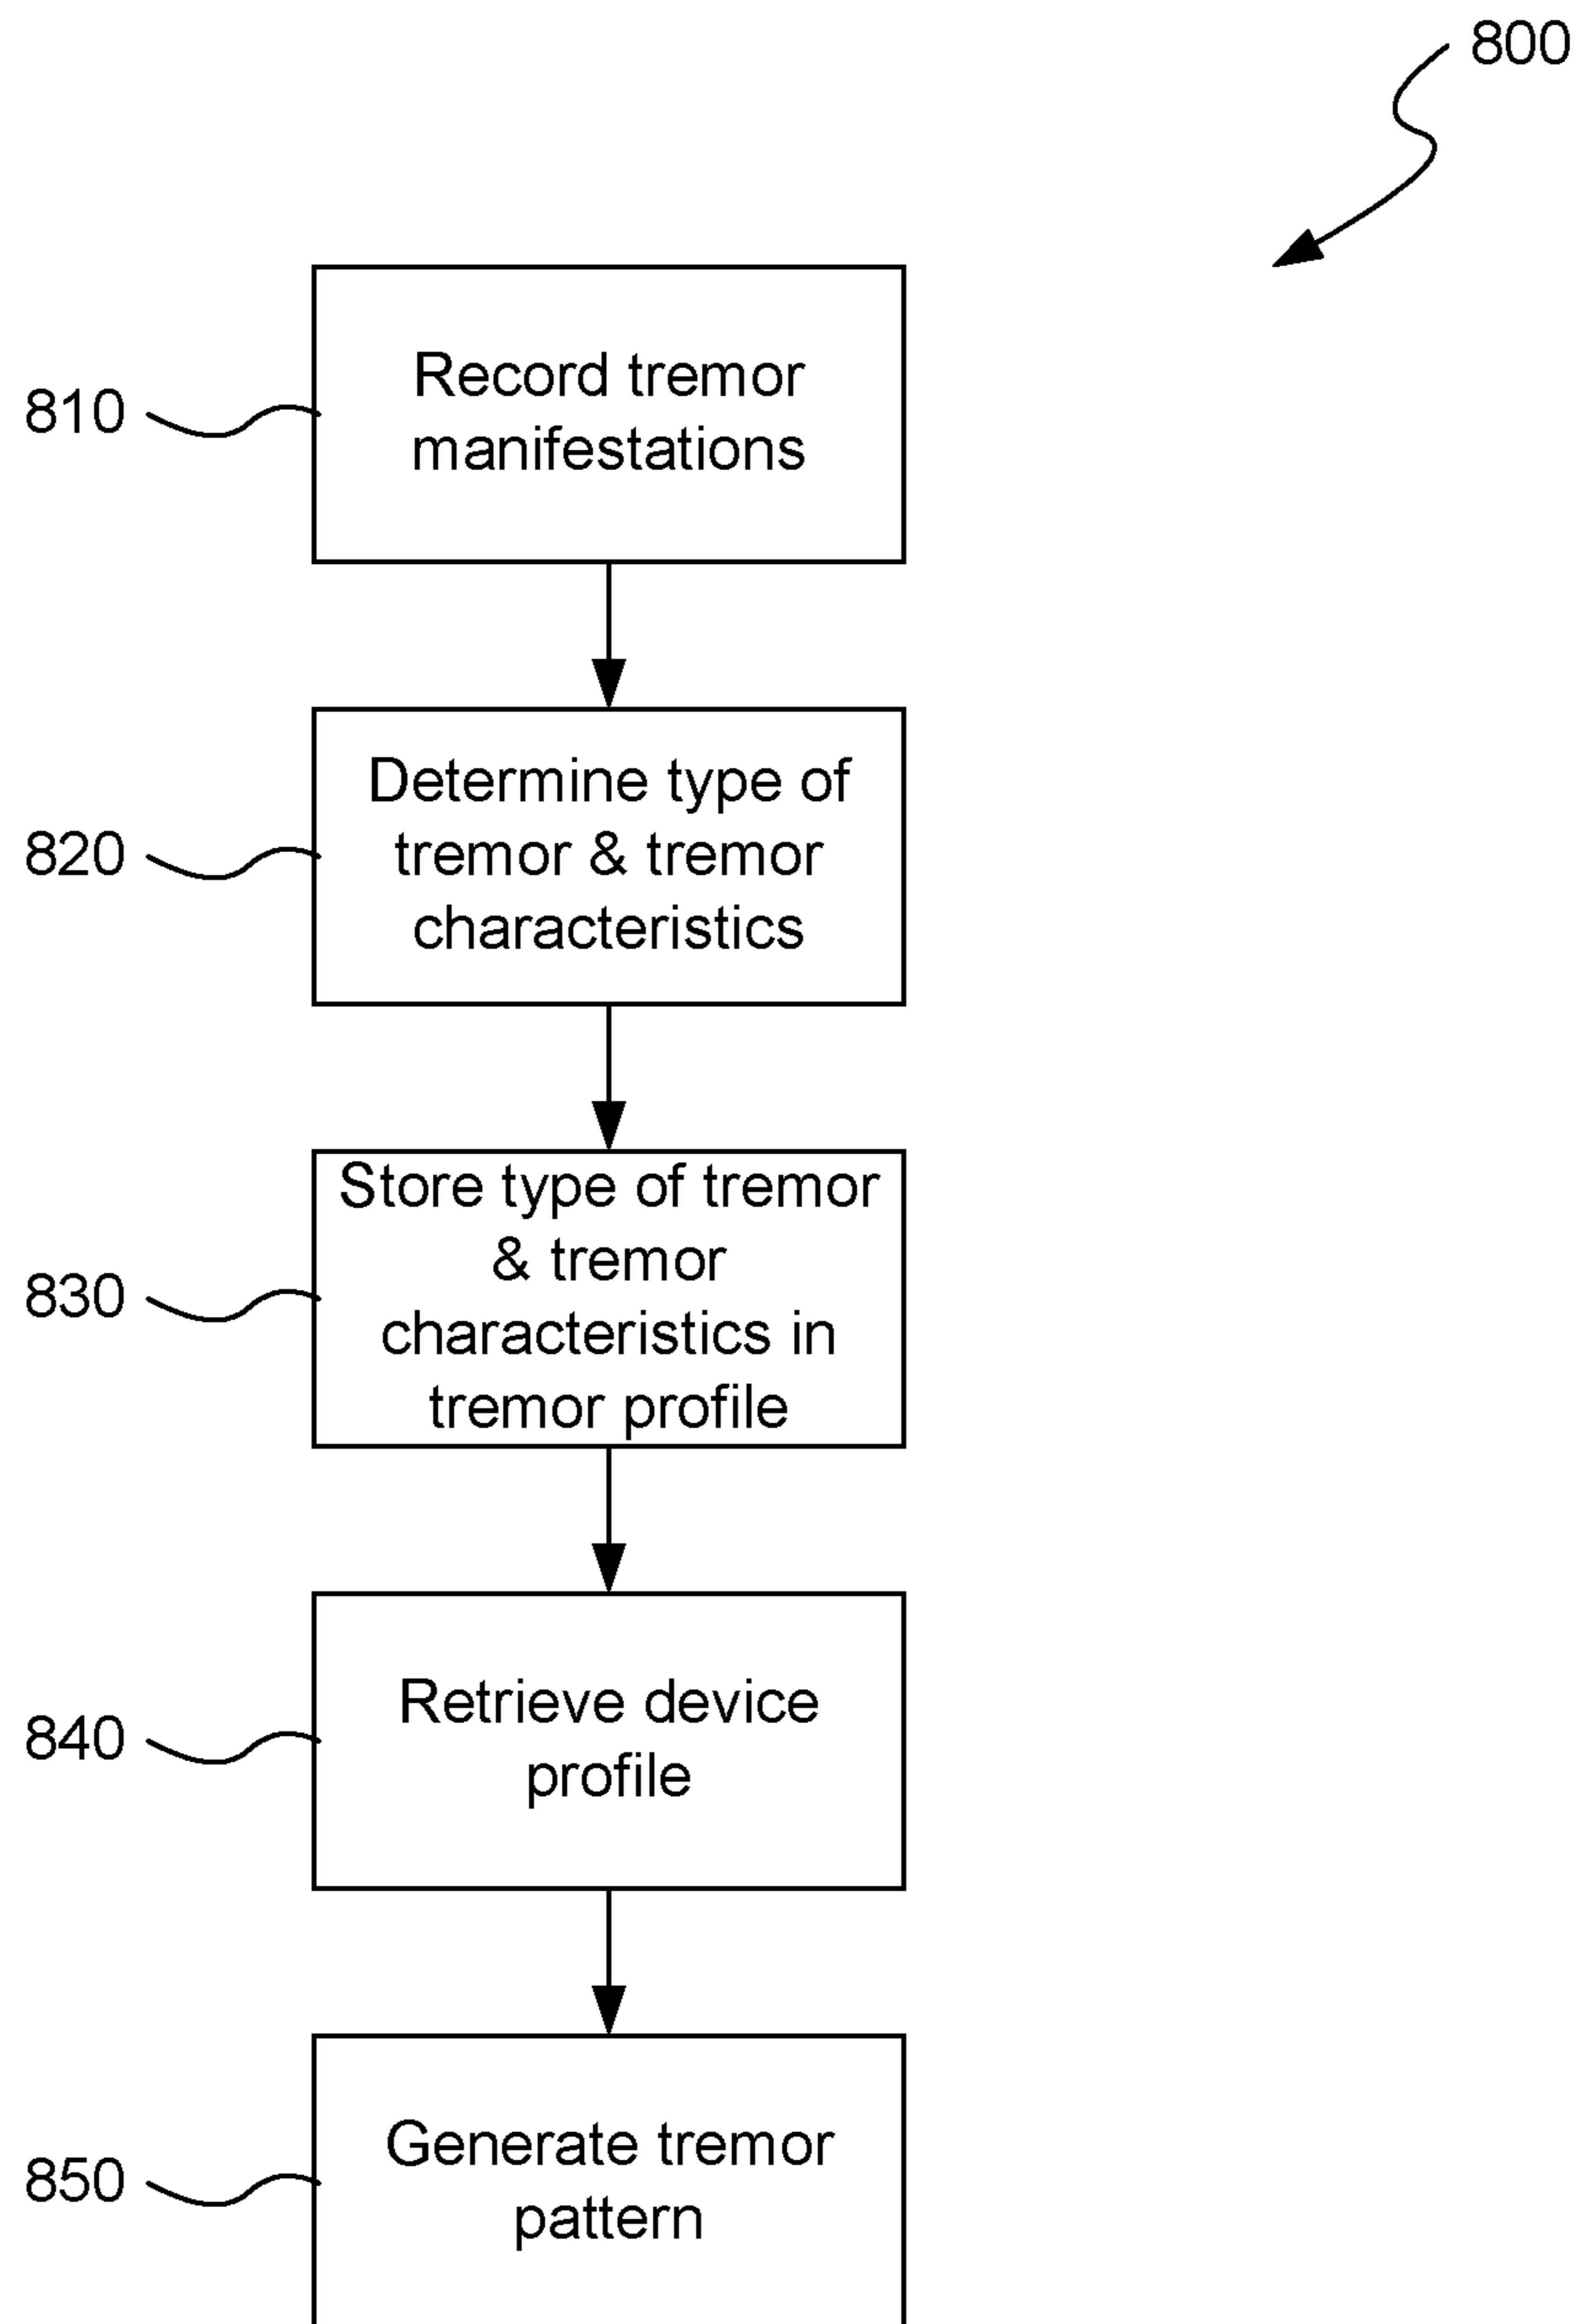 800
810
Record tremor
manifestations
820
Determine type of
tremor & tremor
characteristics
830
Store type of tremor
& tremor
characteristics in
tremor profile
840
Retrieve device
profile
850
Generate tremor
pattern